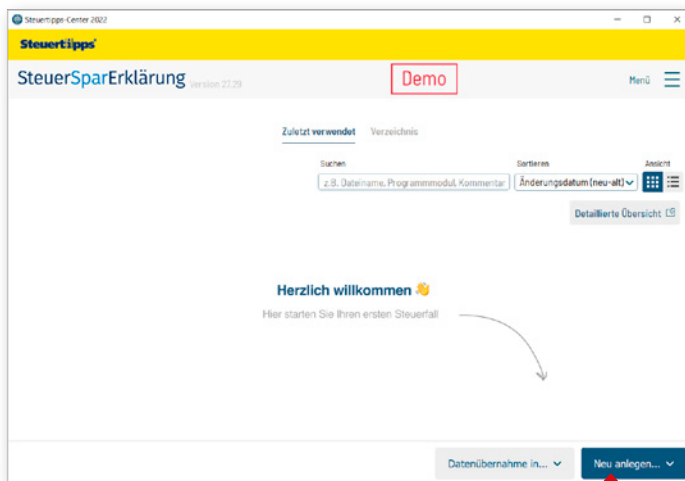 Steuertipps-Center 2022
Steuertipps
SteuerSparErklärung Version 27.29
Demo
Menü
Zuletzt verwendet Verzeichnis
Suchen Sortieren Ansicht
z.B. Dateiname, Programmmodul, Kommentar Änderungsdatum (neu-alt)
Detaillierte Übersicht
Herzlich willkommen 👋
Hier starten Sie Ihren ersten Steuerfall
Datenübernahme in... Neu anlegen...